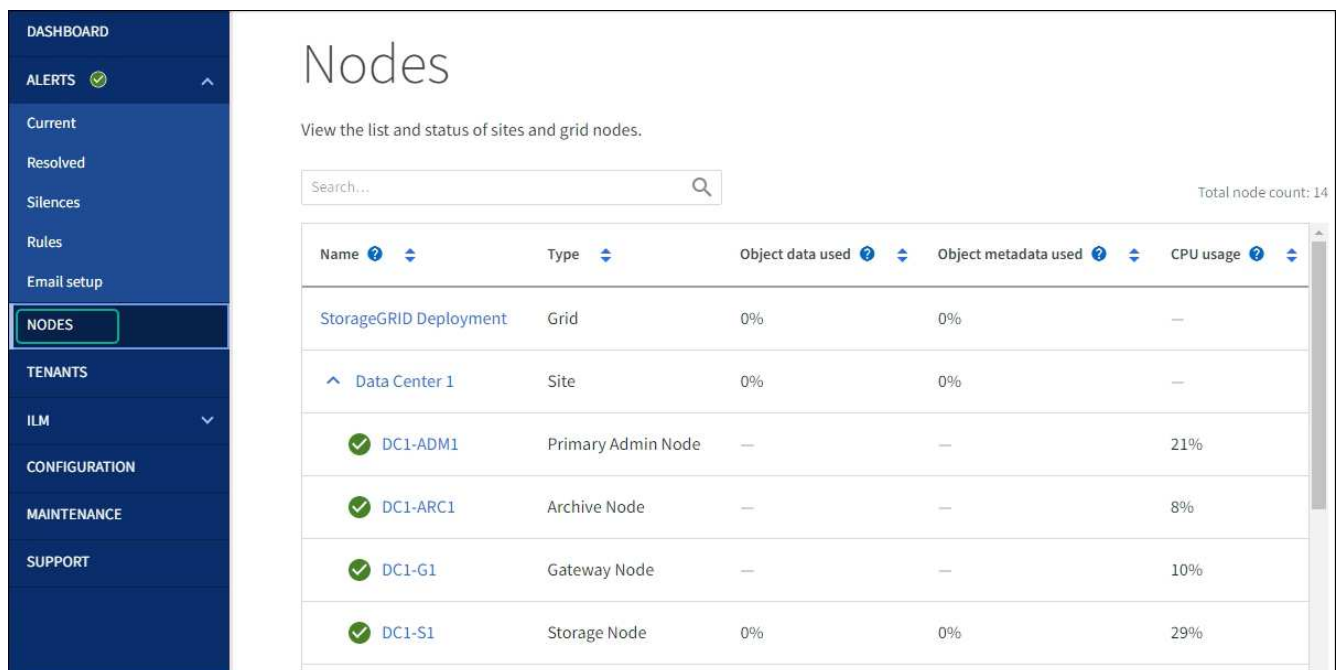 DASHBOARD
ALERTS
Current
Resolved
Silences
Rules
Email setup
NODES
TENANTS
ILM
CONFIGURATION
MAINTENANCE
SUPPORT
Nodes
View the list and status of sites and grid nodes.
Search...
Total node count: 14
Name ? Type Object data used ? Object metadata used ? CPU usage ?
StorageGRID Deployment Grid 0% 0% —
Data Center 1 Site 0% 0% —
DC1-ADM1 Primary Admin Node — — 21%
DC1-ARC1 Archive Node — — 8%
DC1-G1 Gateway Node — — 10%
DC1-S1 Storage Node 0% 0% 29%